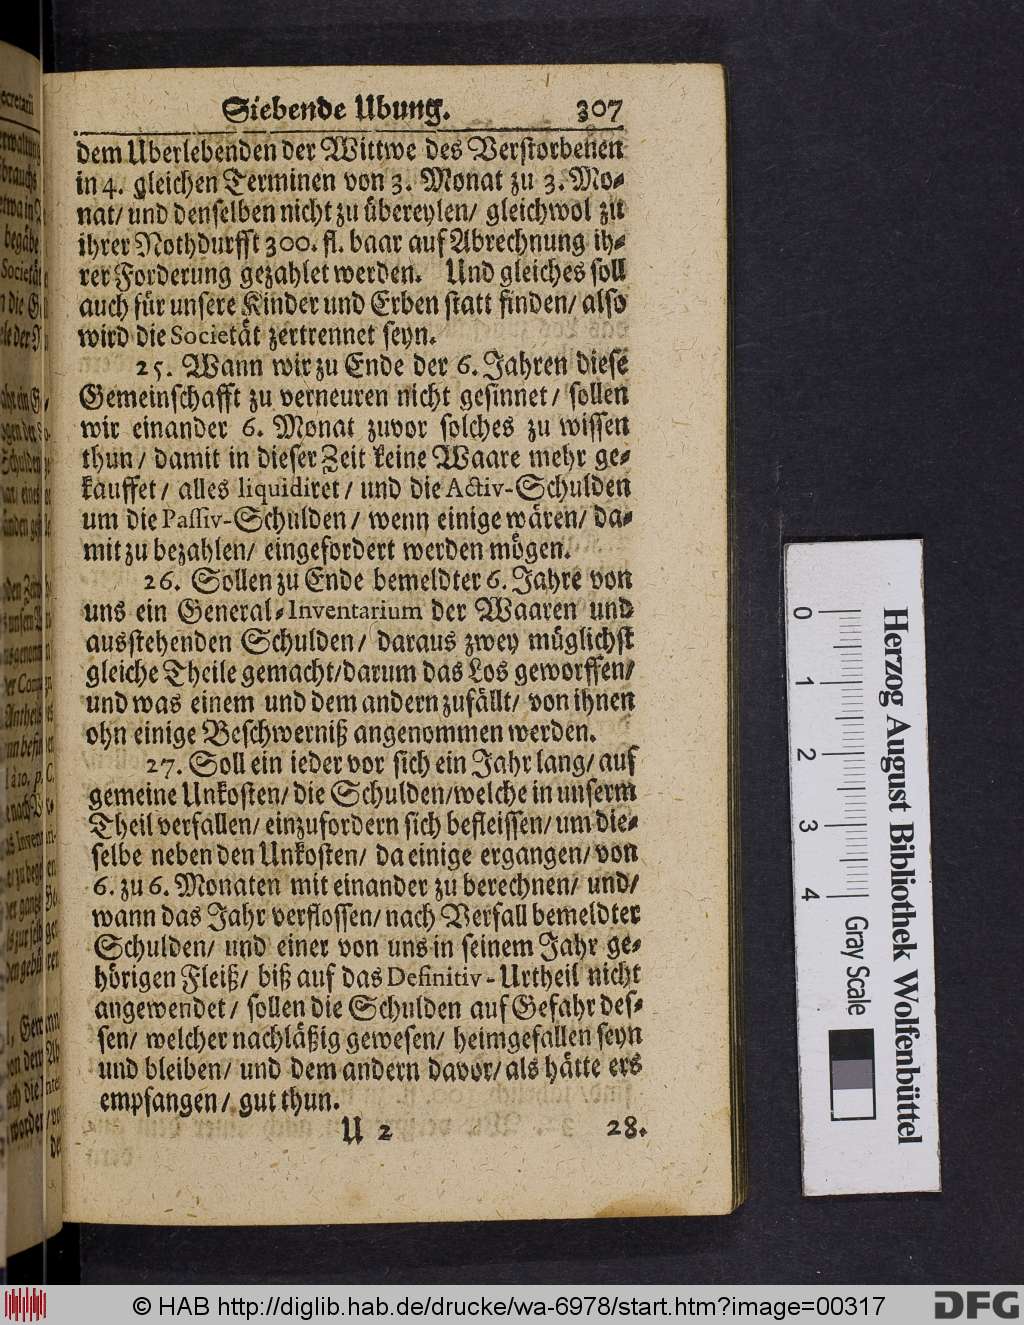 Siebende Ubung. 307
dem Uberlebenden der Wittwe des Verstorbenen
in 4. gleichen Terminen von 3. Monat zu 3. Mo-
nat/ und denselben nicht zu übereylen/ gleichwol zu
ihrer Nothdurfft 300. fl. baar auf Abrechnung ih-
rer Forderung gezahlet werden. Und gleiches soll
auch für unsere Kinder und Erben statt finden/ also
wird die Societät zertrennet seyn.
25. Wann wir zu Ende der 6. Jahren diese
Gemeinschafft zu verneuren nicht gesinnet/ sollen
wir einander 6. Monat zuvor solches zu wissen
thun/ damit in dieser Zeit keine Waare mehr ge-
kauffet/ alles liquidiret/ und die Activ-Schulden
um die Passiv-Schulden/ wenn einige wären/ da-
mit zu bezahlen/ eingefordert werden mögen.
26. Sollen zu Ende bemeldter 6. Jahre von
uns ein General-Inventarium der Waaren und
ausstehenden Schulden/ daraus zwey müglichst
gleiche Theile gemacht/ darum das Los geworffen/
und was einem und dem andern zufällt/ von ihnen
ohn einige Beschwerniß angenommen werden.
27. Soll ein ieder vor sich ein Jahr lang/ auf
gemeine Unkosten/ die Schulden/ welche in unserm
Theil verfallen/ einzufordern sich befleissen/ um die-
selbe neben den Unkosten/ da einige ergangen/ von
6. zu 6. Monaten mit einander zu berechnen/ und/
wann das Jahr verflossen/ nach Verfall bemeldter
Schulden/ und einer von uns in seinem Jahr ge-
hörigen Fleiß/ biß auf das Definitiv-Urtheil nicht
angewendet/ sollen die Schulden auf Gefahr des-
sen/ welcher nachläßig gewesen/ heimgefallen seyn
und bleiben/ und dem andern davor/ als hätte ers
empfangen/ gut thun.
U 2 28.
0 1 2 3 4
Gray Scale
Herzog August Bibliothek Wolfenbüttel
© HAB http://diglib.hab.de/drucke/wa-6978/start.htm?image=00317
DFG